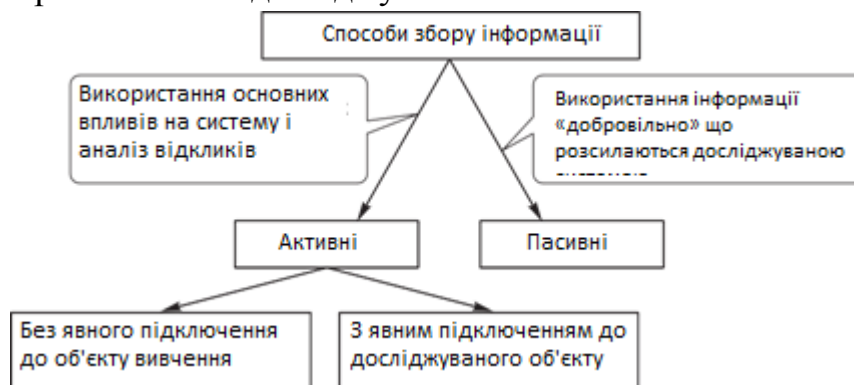 Способи збору інформації
Використання основних
впливів на систему і
аналіз відкликів
Використання інформації
«добровільно» що
розсилаються досліджуваною
Активні
Пасивні
Без явного підключення
до об'єкту вивчення
З явним підключенням до
досліджуваного об'єкту